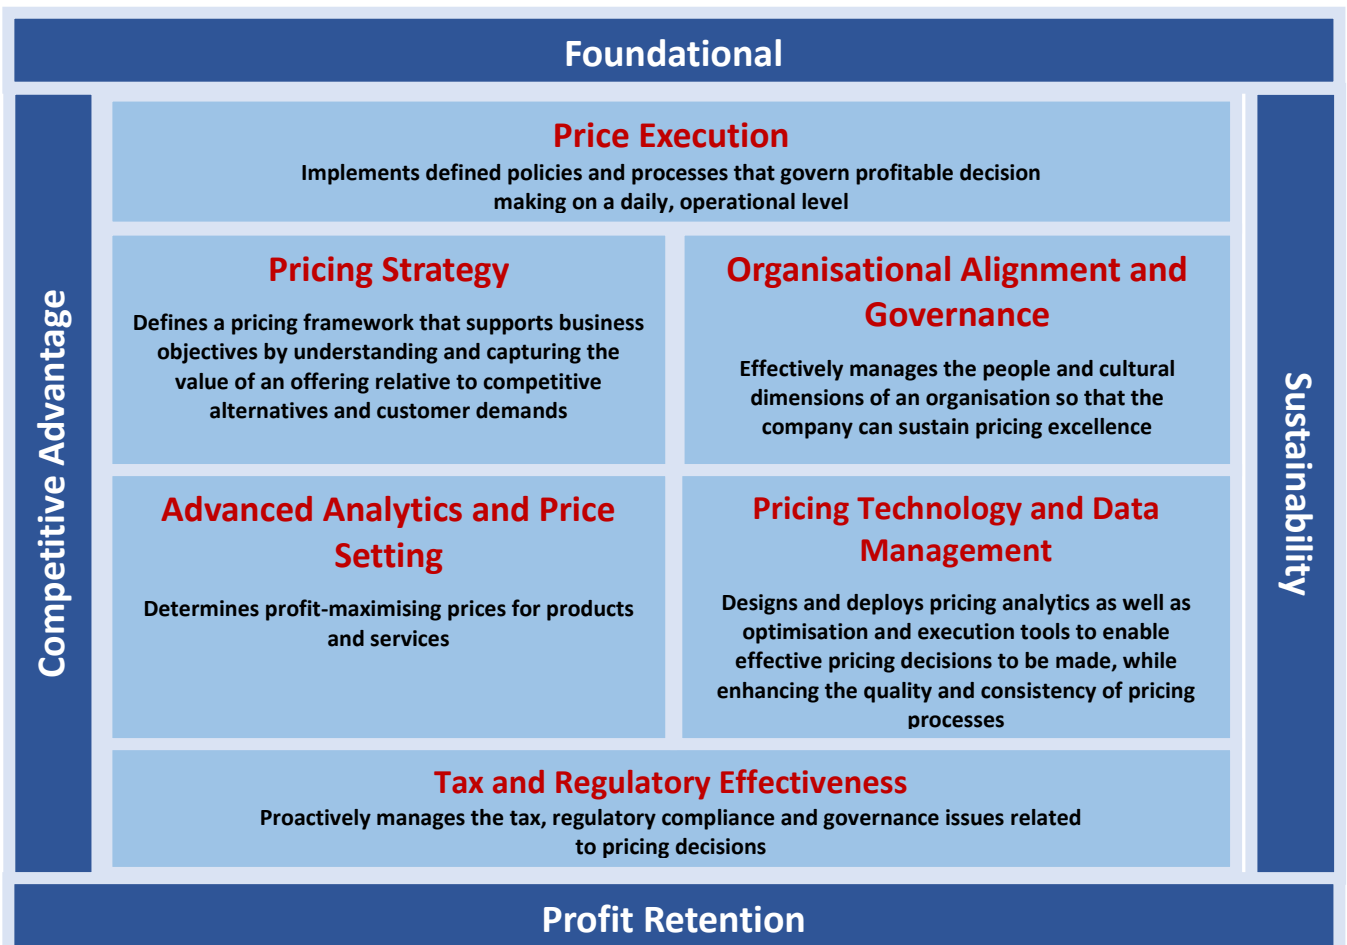 Foundational
Price Execution
Implements defined policies and processes that govern profitable decision
making on a daily, operational level
Competitive Advantage
Pricing Strategy
Defines a pricing framework that supports business
objectives by understanding and capturing the
value of an offering relative to competitive
alternatives and customer demands
Organisational Alignment and
Governance
Effectively manages the people and cultural
dimensions of an organisation so that the
company can sustain pricing excellence
Sustainability
Advanced Analytics and Price
Setting
Determines profit-maximising prices for products
and services
Pricing Technology and Data
Management
Designs and deploys pricing analytics as well as
optimisation and execution tools to enable
effective pricing decisions to be made, while
enhancing the quality and consistency of pricing
processes
Tax and Regulatory Effectiveness
Proactively manages the tax, regulatory compliance and governance issues related
to pricing decisions
Profit Retention